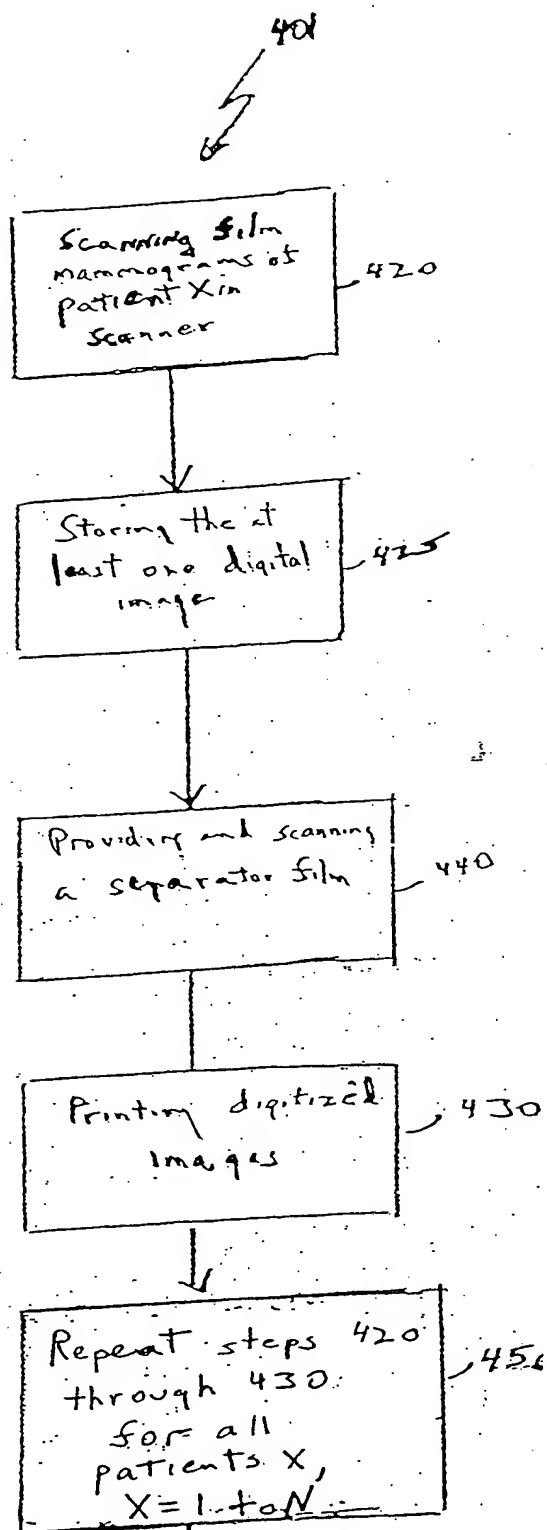 401
Scanning film
mammograms of
patient X in
scanner
420
Storing the at
least one digital
image
425
Providing and scanning
a separator film
440
Printing digitized
images
430
Repeat steps 420
through 430
for all
patients X,
X = 1 to N